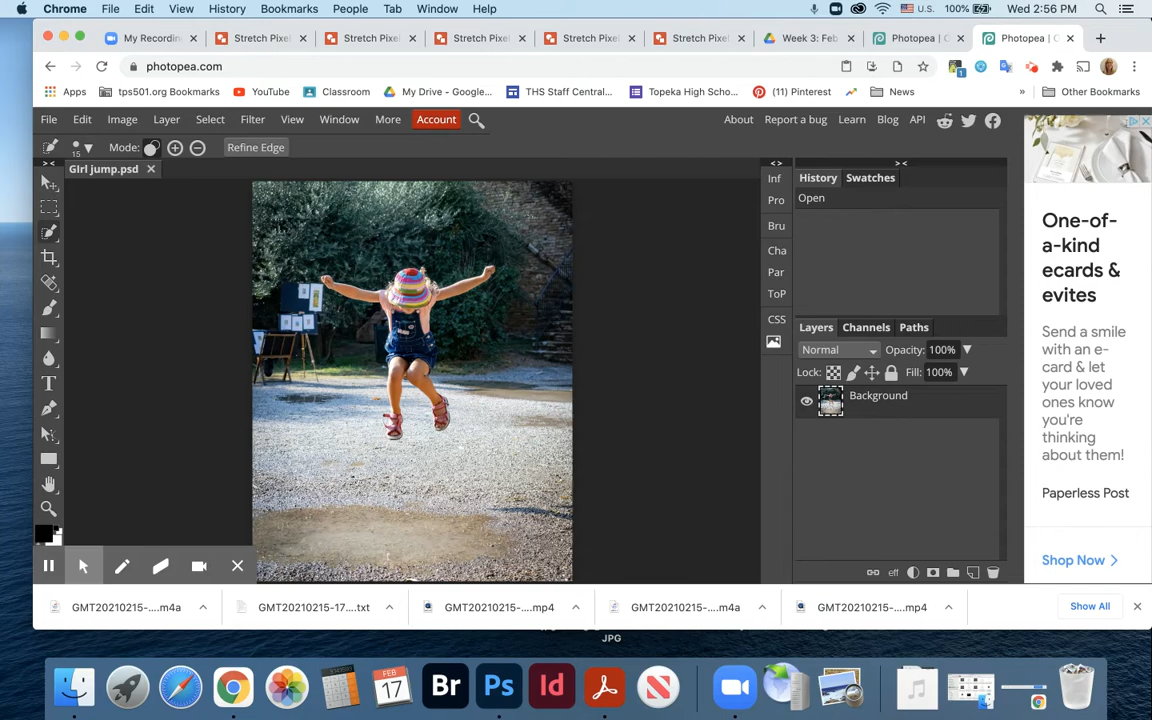 Chrome File Edit View History Bookmarks People Tab Window Help U.S. 100% Wed 2:56 PM
My Recordin Stretch Pixel Stretch Pixel Stretch Pixel Stretch Pixel Stretch Pixel Week 3: Feb Photopea | O Photopea | O
photopea.com
Apps tps501.org Bookmarks YouTube Classroom My Drive - Google... THS Staff Central... Topeka High Scho... (11) Pinterest News » Other Bookmarks
File Edit Image Layer Select Filter View Window More Account About Report a bug Learn Blog API
15 Mode: Refine Edge
GIrl jump.psd
Inf
Pro
Bru
Cha
Par
ToP
CSS
History Swatches
Open
Layers Channels Paths
Normal Opacity: 100%
Lock: Fill: 100%
Background
eff
One-of-
a-kind
ecards &
evites
Send a smile
with an e-
card & let
your loved
ones know
you're
thinking
about them!
Paperless Post
Shop Now
GMT20210215-....m4a GMT20210215-17....txt GMT20210215-....mp4 GMT20210215-....m4a GMT20210215-....mp4 Show All
JPG
FEB
17
Br Ps Id